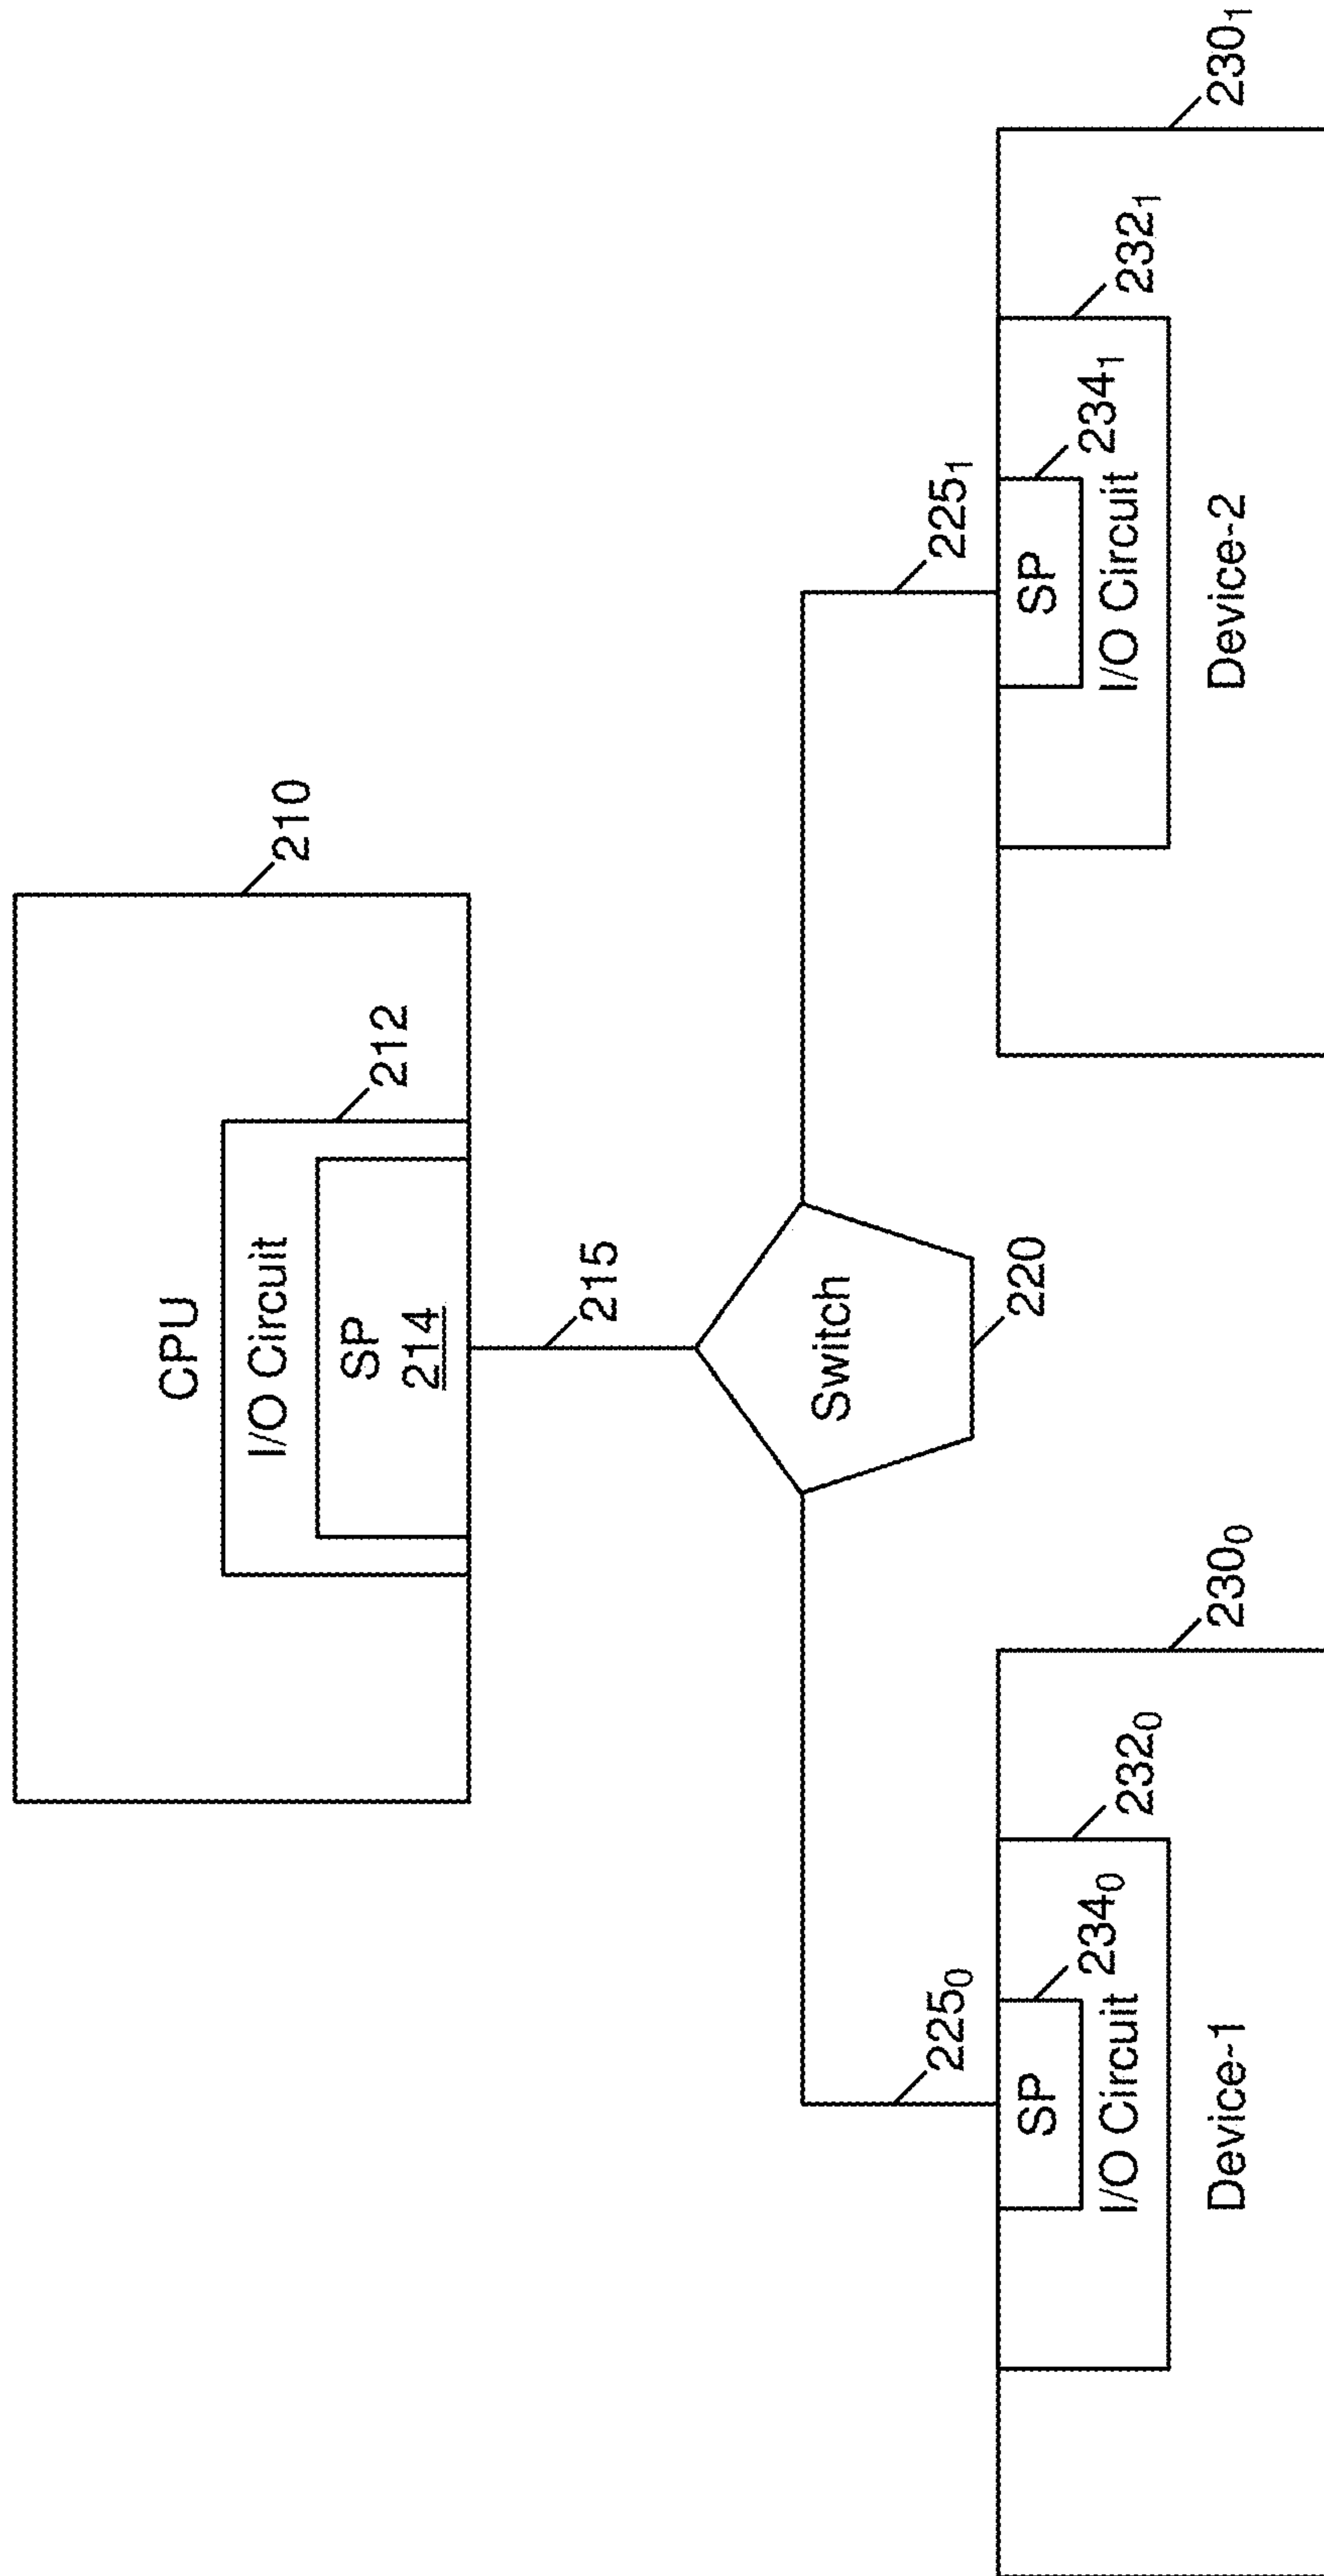 210
CPU
212
I/O Circuit
SP
214
215
Switch
220
225₀
225₁
SP
234₀
I/O Circuit
232₀
Device-1
230₀
SP
234₁
I/O Circuit
232₁
Device-2
230₁